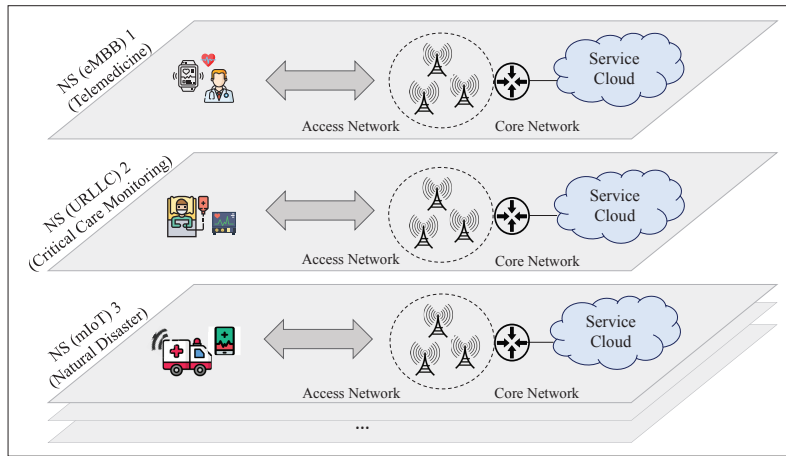 NS (eMBB) 1
(Telemedicine)
Access Network
Core Network
Service
Cloud
NS (URLLC) 2
(Critical Care Monitoring)
Access Network
Core Network
Service
Cloud
NS (mIoT) 3
(Natural Disaster)
Access Network
Core Network
Service
Cloud
...